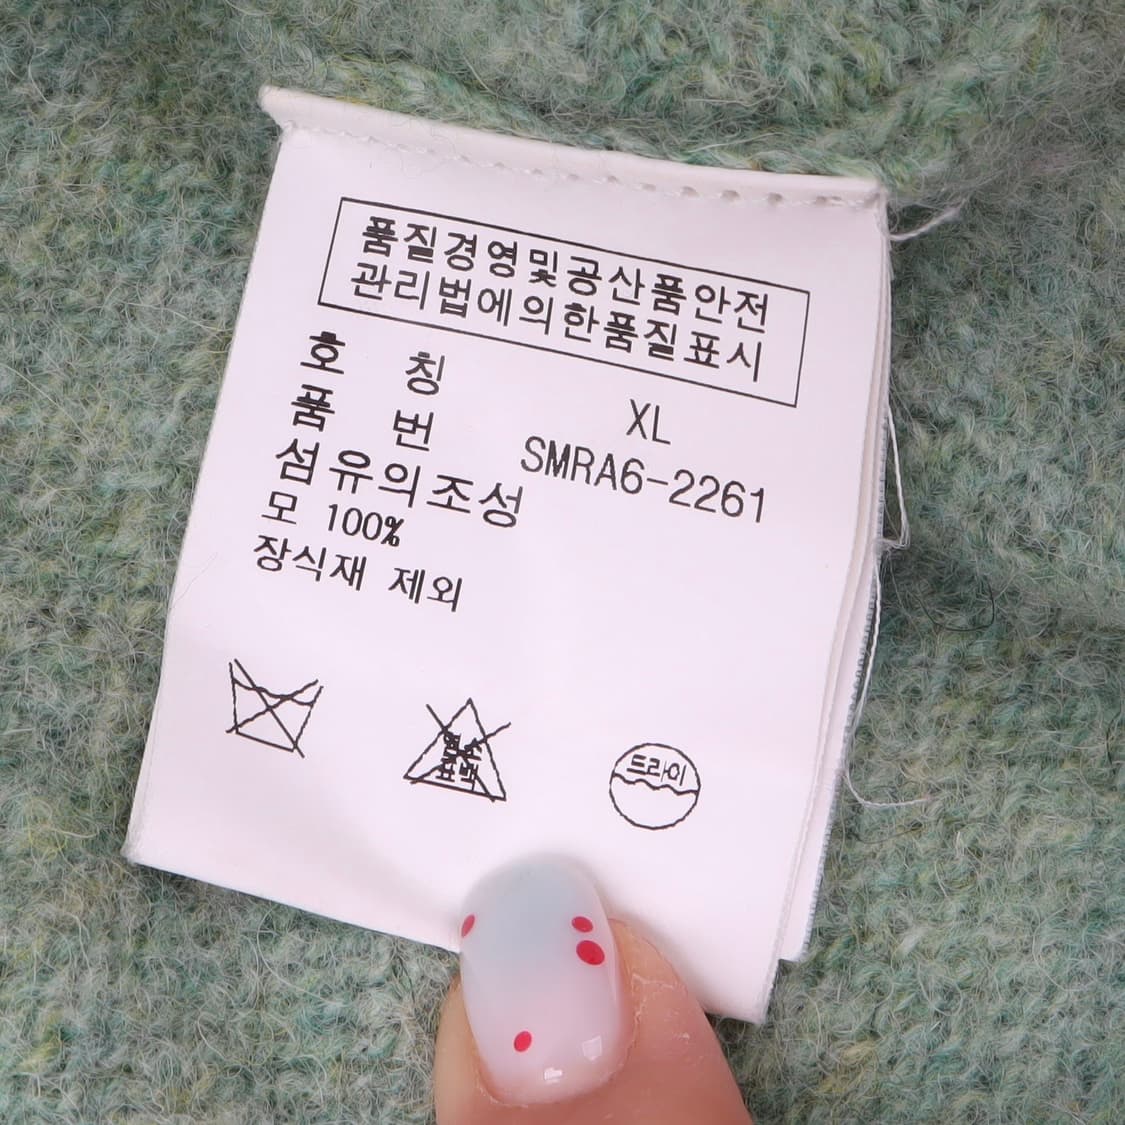 품질경영및공산품안전
관리법에의한품질표시
호 칭 XL
품 번 SMRA6-2261
섬유의조성
모 100%
장식재 제외
염소
표백
드라이